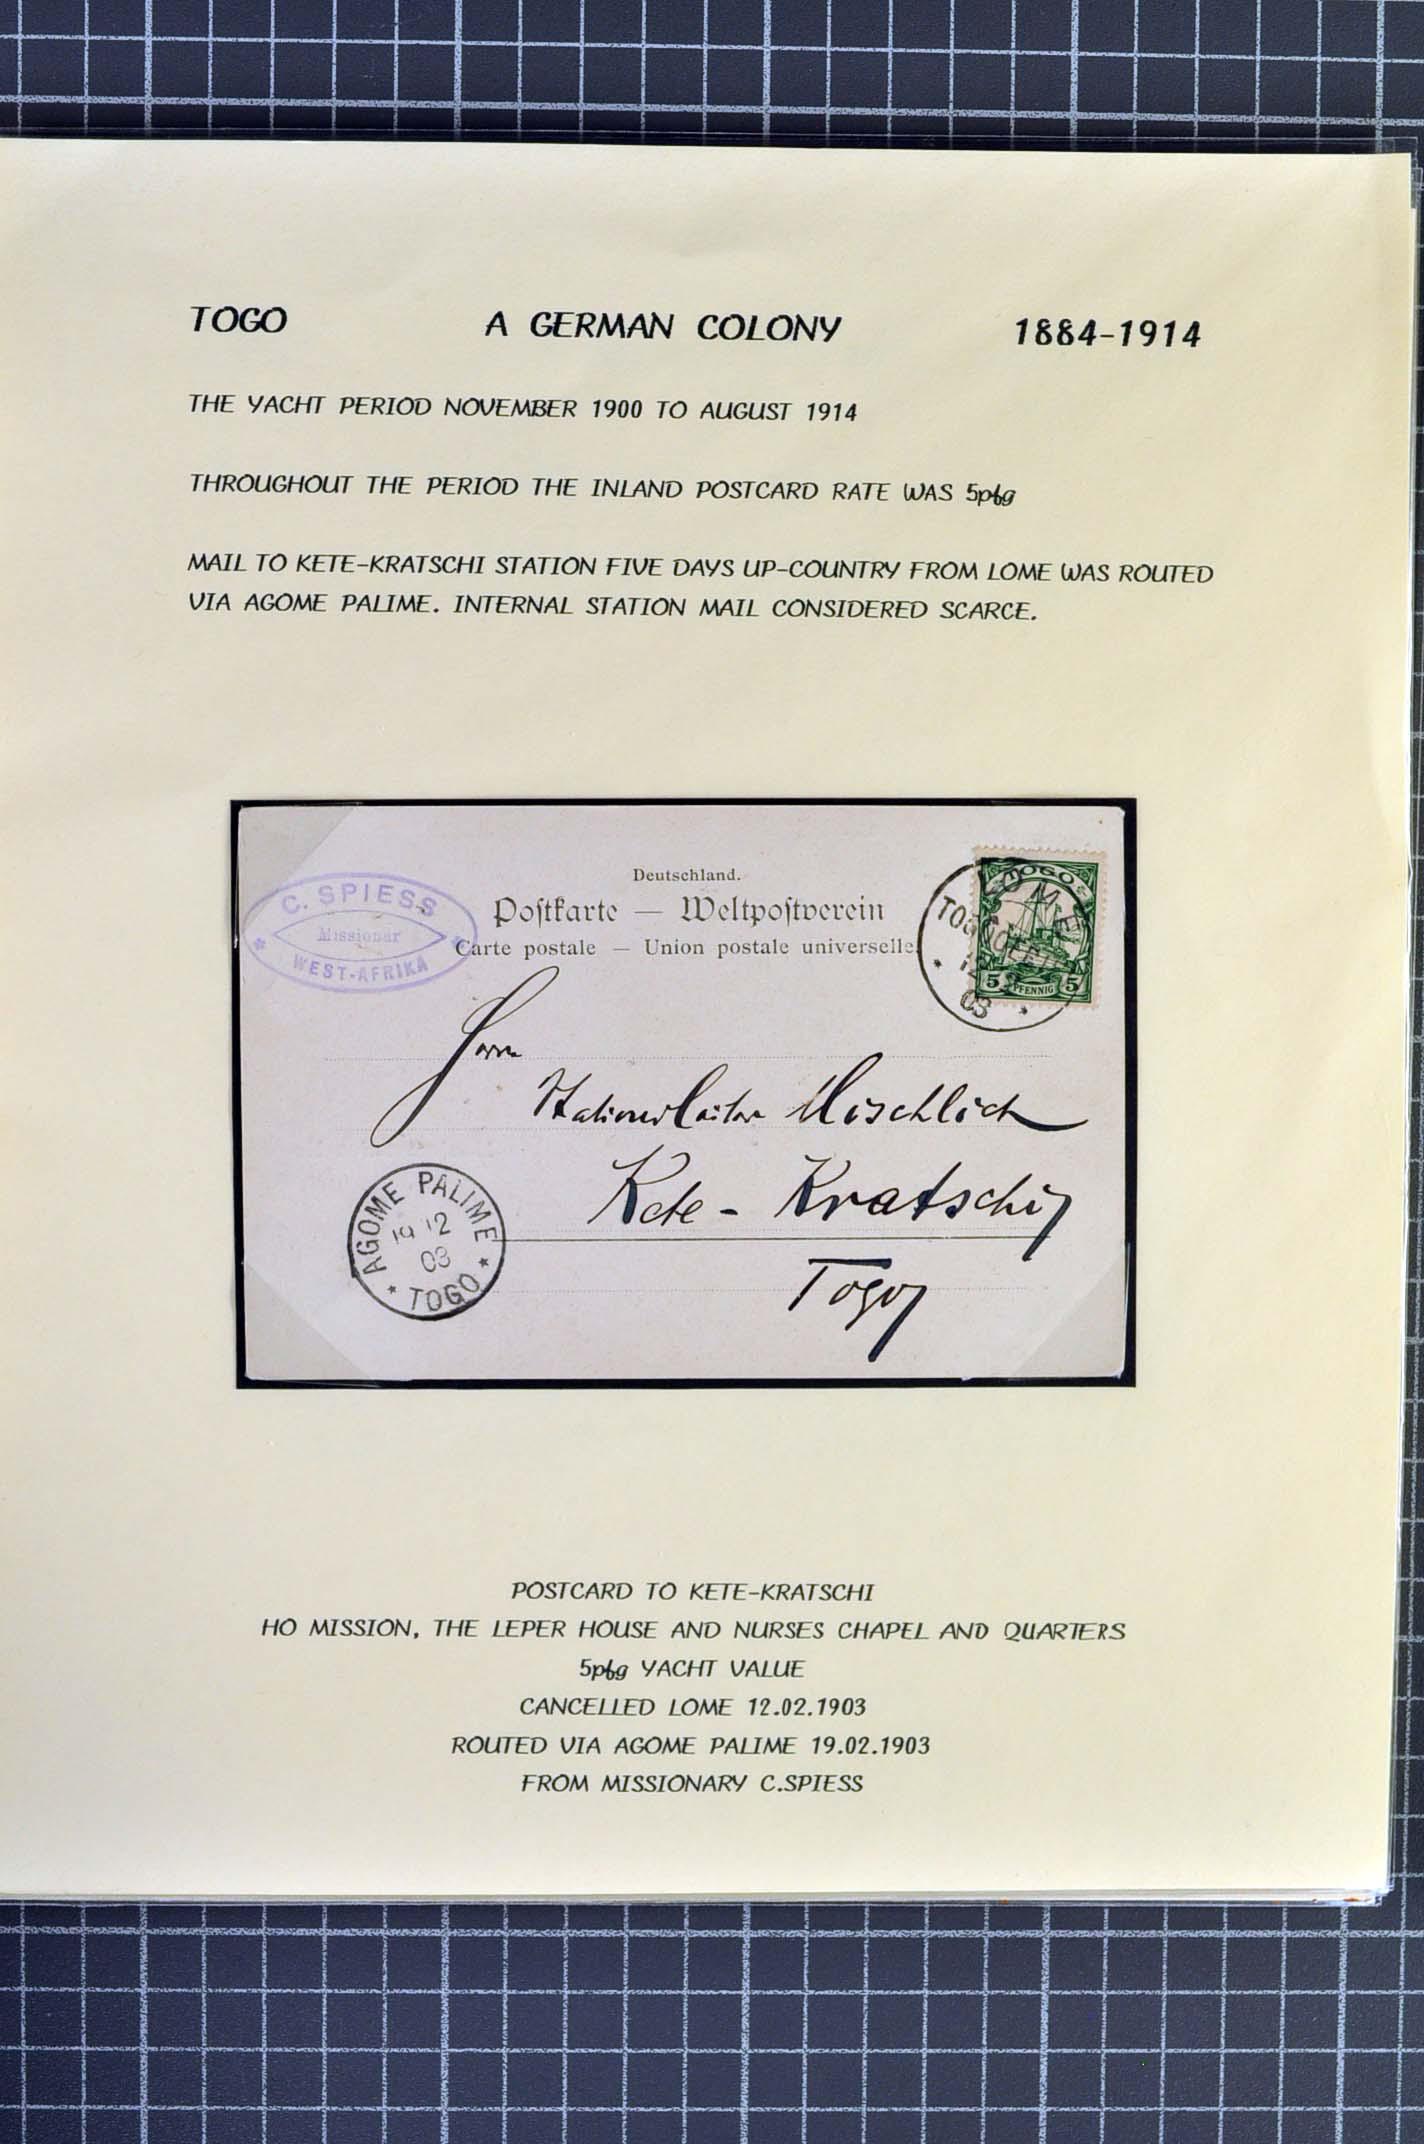 TOGO A GERMAN COLONY 1884-1914
THE YACHT PERIOD NOVEMBER 1900 TO AUGUST 1914
THROUGHOUT THE PERIOD THE INLAND POSTCARD RATE WAS 5pfg
MAIL TO KETE-KRATSCHI STATION FIVE DAYS UP-COUNTRY FROM LOME WAS ROUTED
VIA AGOME PALIME. INTERNAL STATION MAIL CONSIDERED SCARCE.
Deutschland.
Postkarte — Weltpostverein
Carte postale — Union postale universelle.
C. SPIESS
Missionar
WEST-AFRIKA
TOGO
5 PFENNIG 5
LOME
03
Herrn
Stationsleiter Mischlich
Kete - Kratschi
Togo
AGOME PALIME
19 12
03
TOGO
POSTCARD TO KETE-KRATSCHI
HO MISSION, THE LEPER HOUSE AND NURSES CHAPEL AND QUARTERS
5pfg YACHT VALUE
CANCELLED LOME 12.02.1903
ROUTED VIA AGOME PALIME 19.02.1903
FROM MISSIONARY C.SPIESS